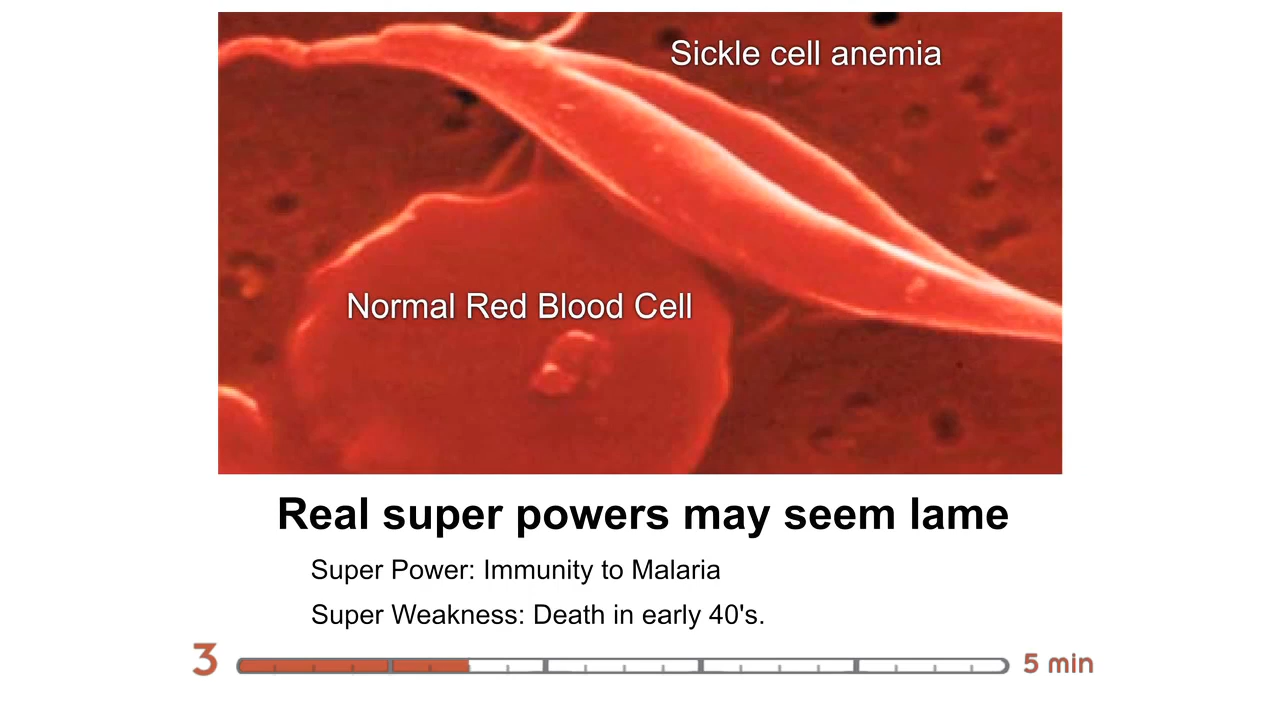 Sickle cell anemia
Normal Red Blood Cell
Real super powers may seem lame
Super Power: Immunity to Malaria
Super Weakness: Death in early 40's.
3
5 min